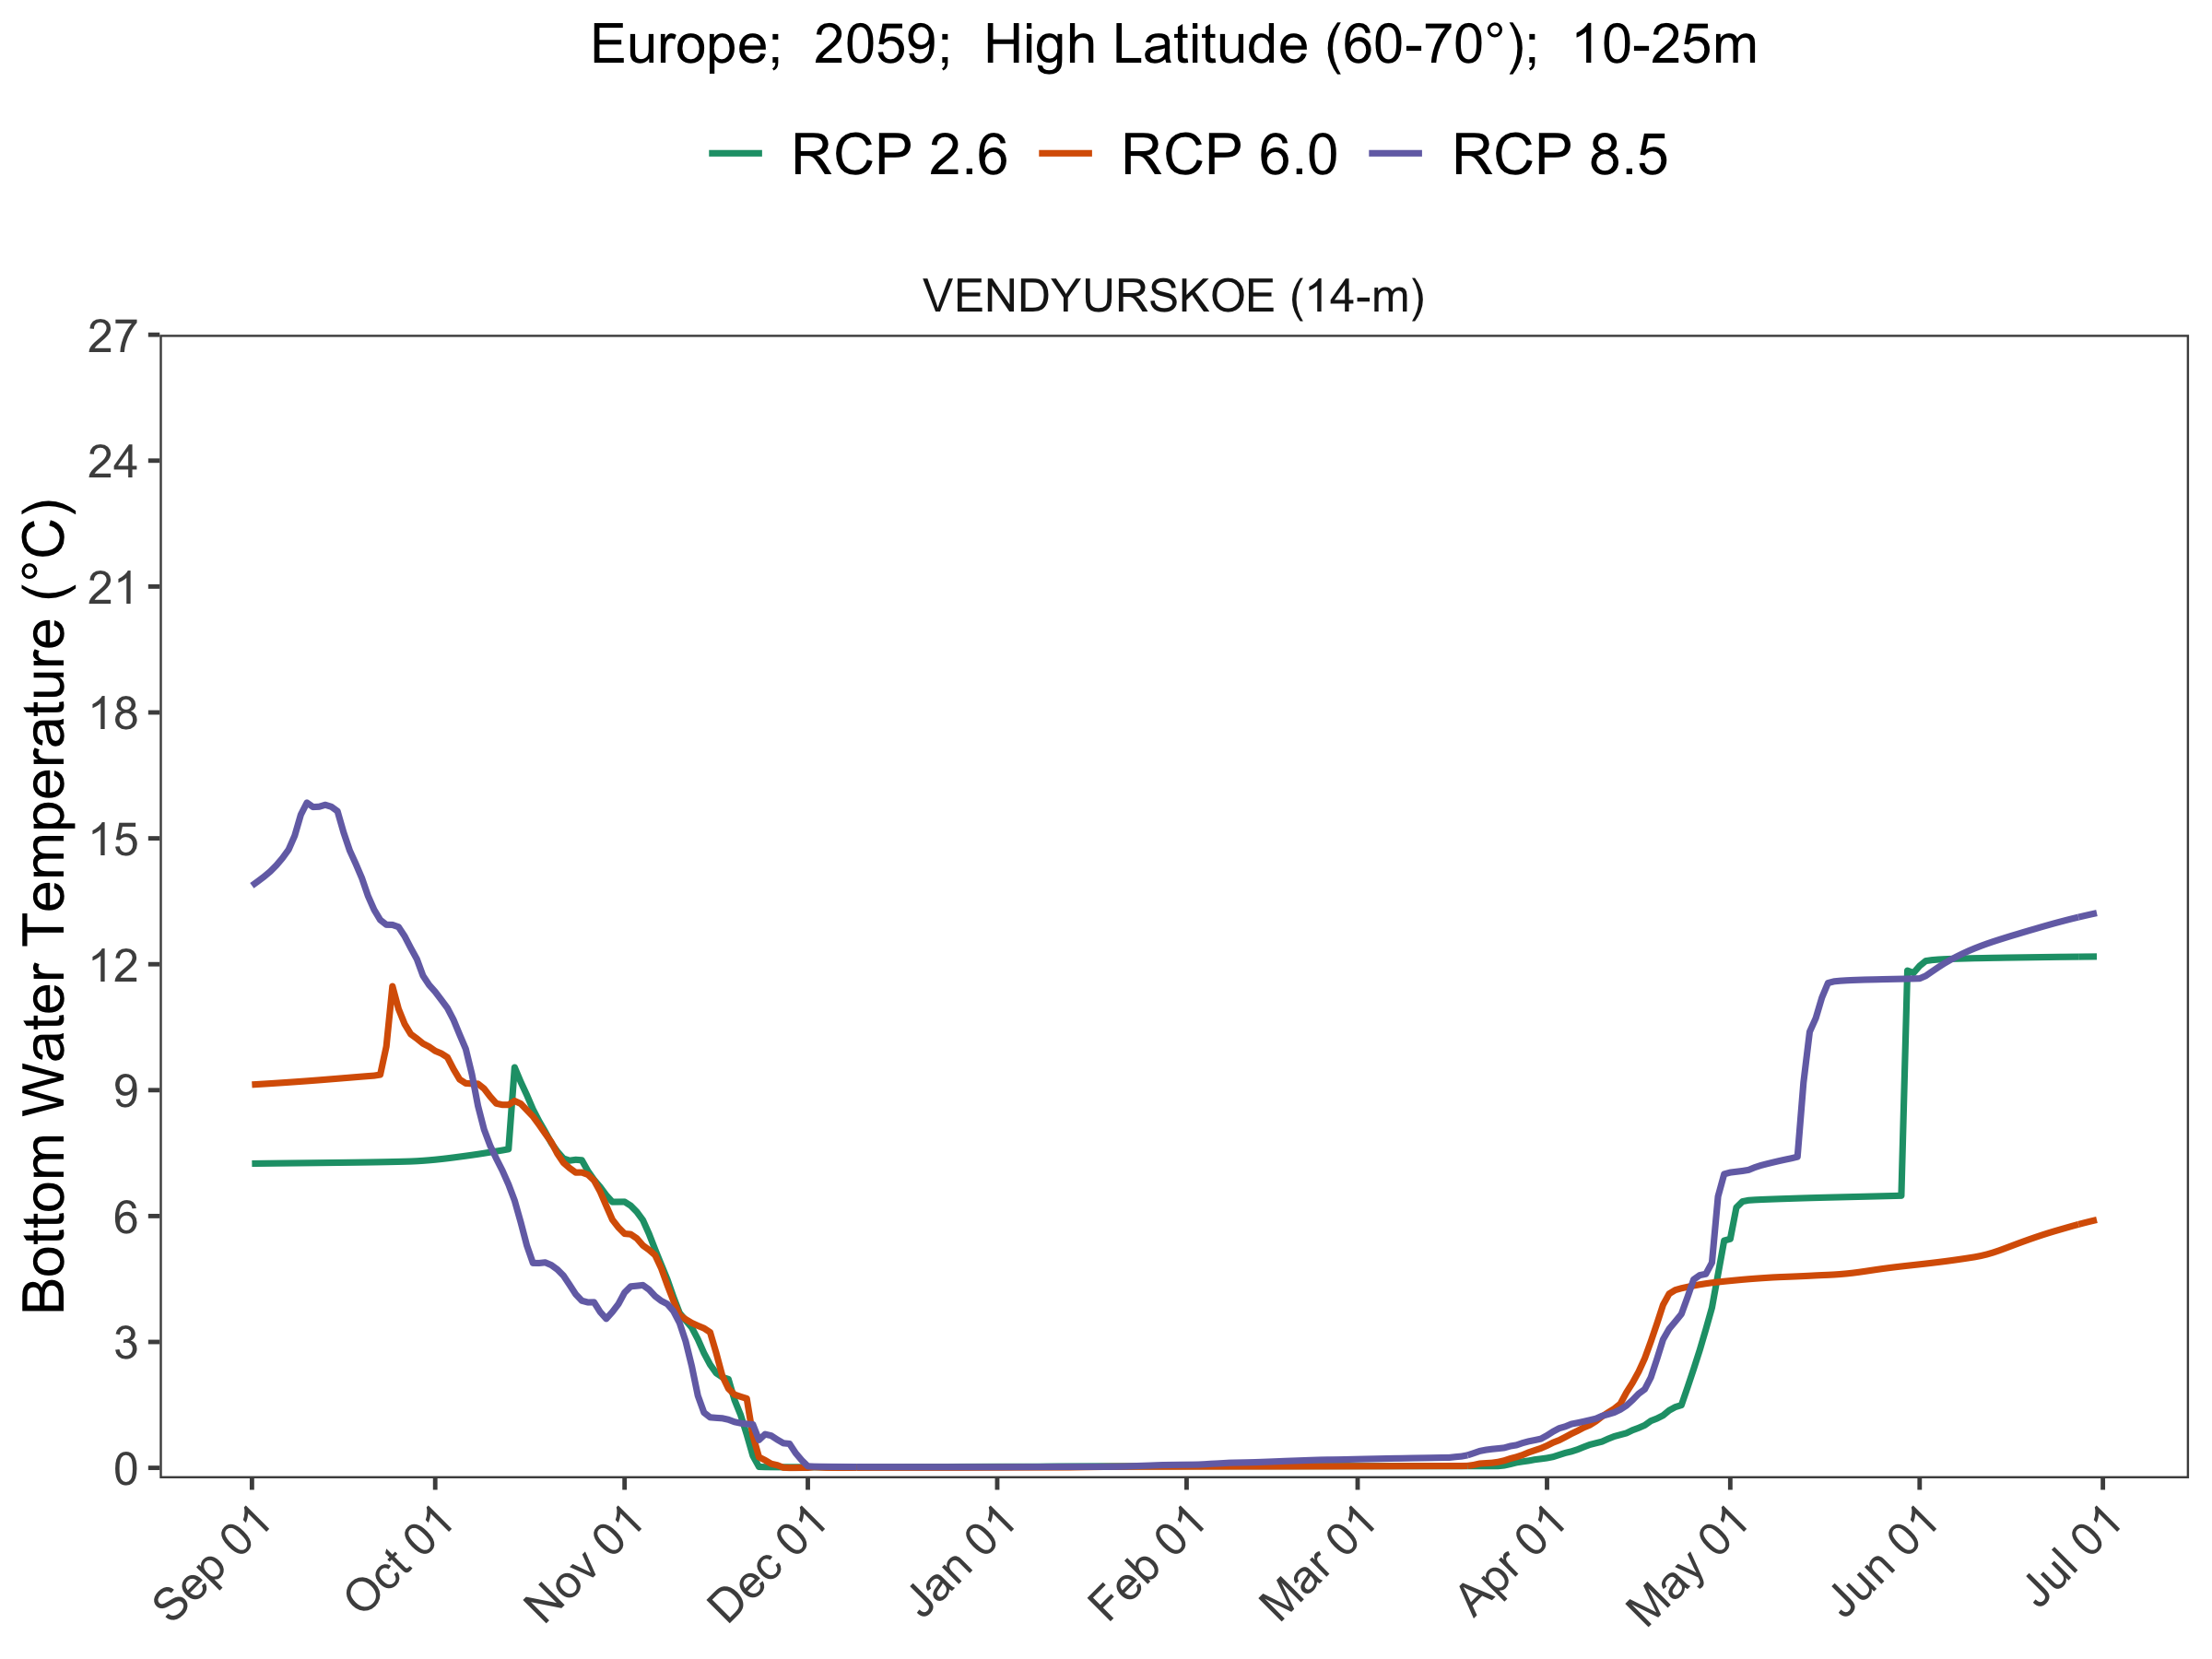 Europe;  2059;  High Latitude (60-70°);  10-25m
RCP 2.6 RCP 6.0 RCP 8.5
VENDYURSKOE (14-m)
Bottom Water Temperature (°C)
27
24
21
18
15
12
9
6
3
0
Sep 01 Oct 01 Nov 01 Dec 01 Jan 01 Feb 01 Mar 01 Apr 01 May 01 Jun 01 Jul 01